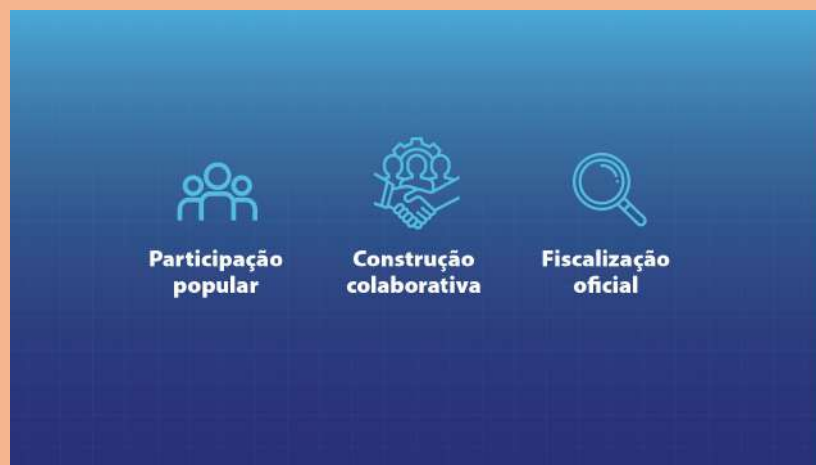 Participação
popular
Construção
colaborativa
Fiscalização
oficial